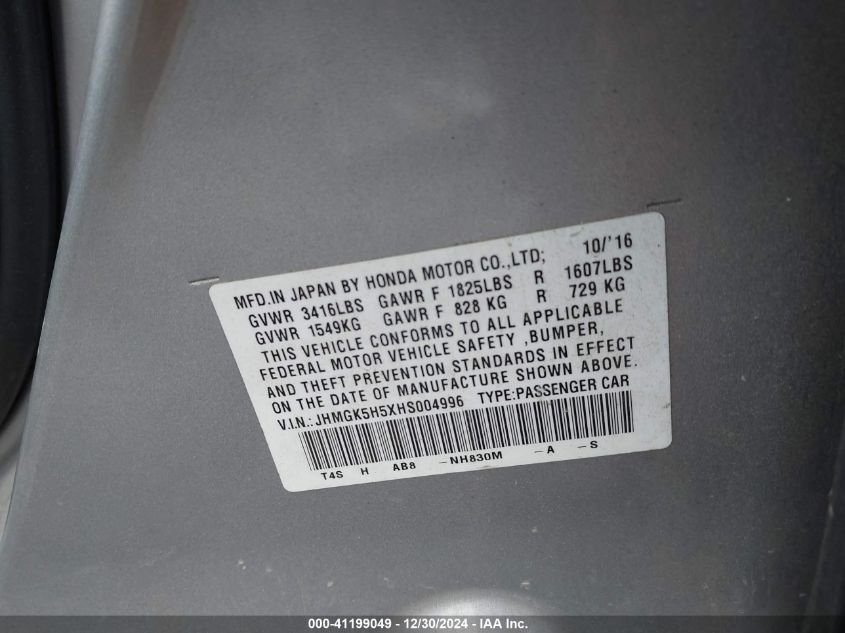 MFD.IN JAPAN BY HONDA MOTOR CO.,LTD; 10/'16
GVWR 3416LBS GAWR F 1825LBS R 1607LBS
GVWR 1549KG GAWR F 828 KG R 729 KG
THIS VEHICLE CONFORMS TO ALL APPLICABLE
FEDERAL MOTOR VEHICLE SAFETY ,BUMPER,
AND THEFT PREVENTION STANDARDS IN EFFECT
ON THE DATE OF MANUFACTURE SHOWN ABOVE.
V.I.N.: JHMGK5H5XHS004996 TYPE:PASSENGER CAR
T4S H AB8 -NH830M -A -S
000-41199049 - 12/30/2024 - IAA Inc.